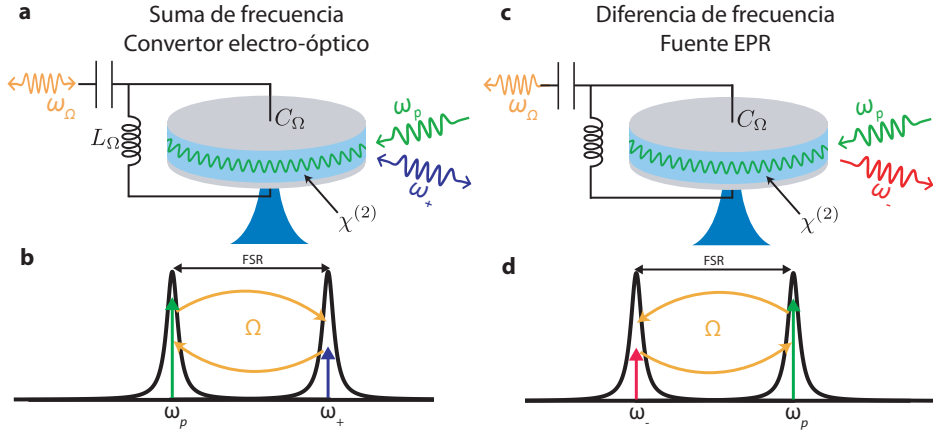 a
Suma de frecuencia
Convertor electro-óptico
ω_Ω
L_Ω
C_Ω
ω_p
ω_+
χ^(2)
b
FSR
Ω
ω_p
ω_+
c
Diferencia de frecuencia
Fuente EPR
ω_Ω
C_Ω
ω_p
ω_-
χ^(2)
d
FSR
Ω
ω_-
ω_p